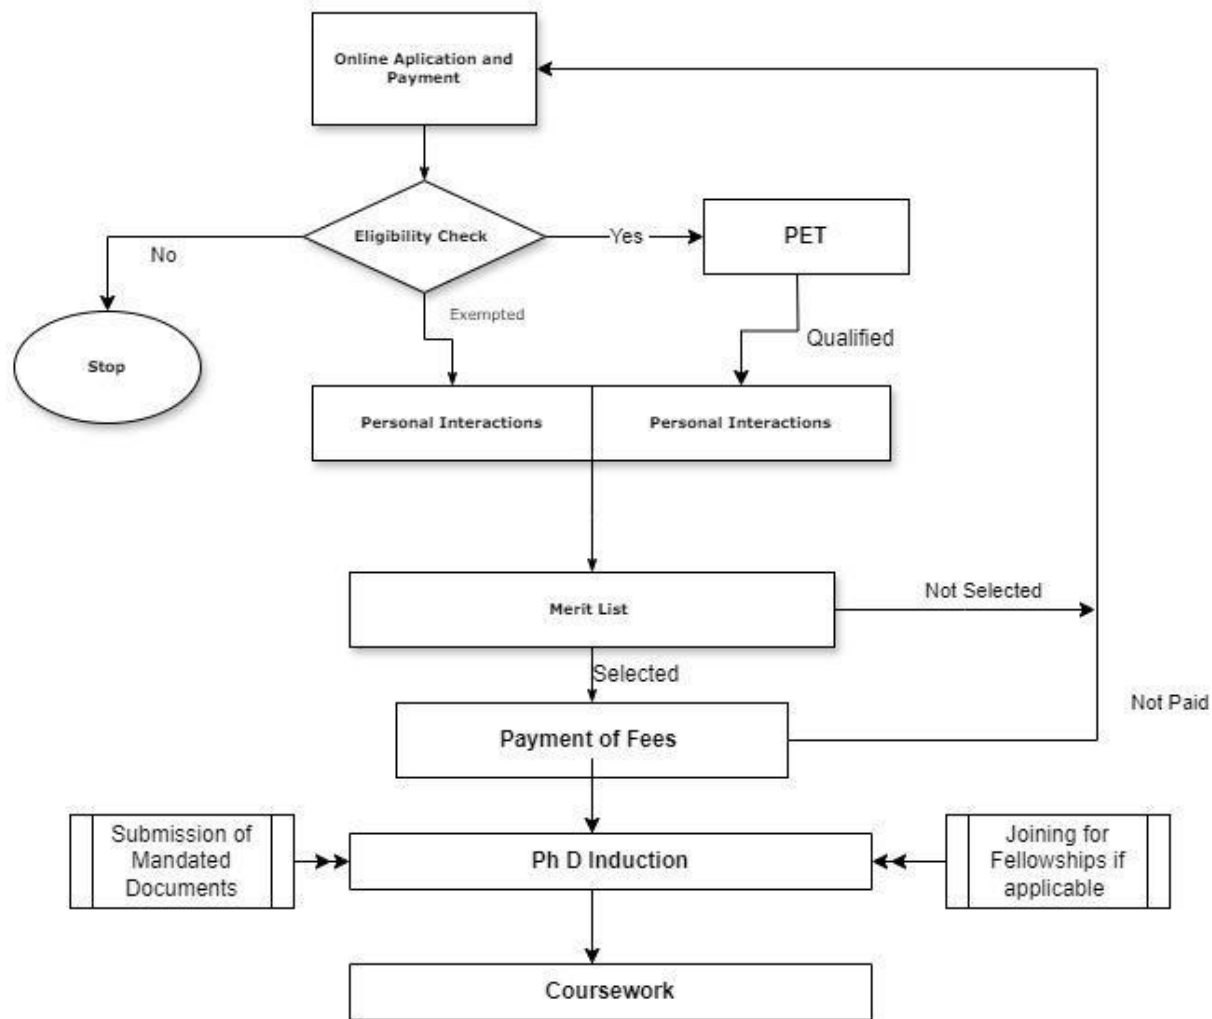 Online Aplication and
Payment
Eligibility Check
Yes
PET
No
Exempted
Qualified
Stop
Personal Interactions
Personal Interactions
Merit List
Not Selected
Selected
Not Paid
Payment of Fees
Submission of
Mandated
Documents
Ph D Induction
Joining for
Fellowships if
applicable
Coursework